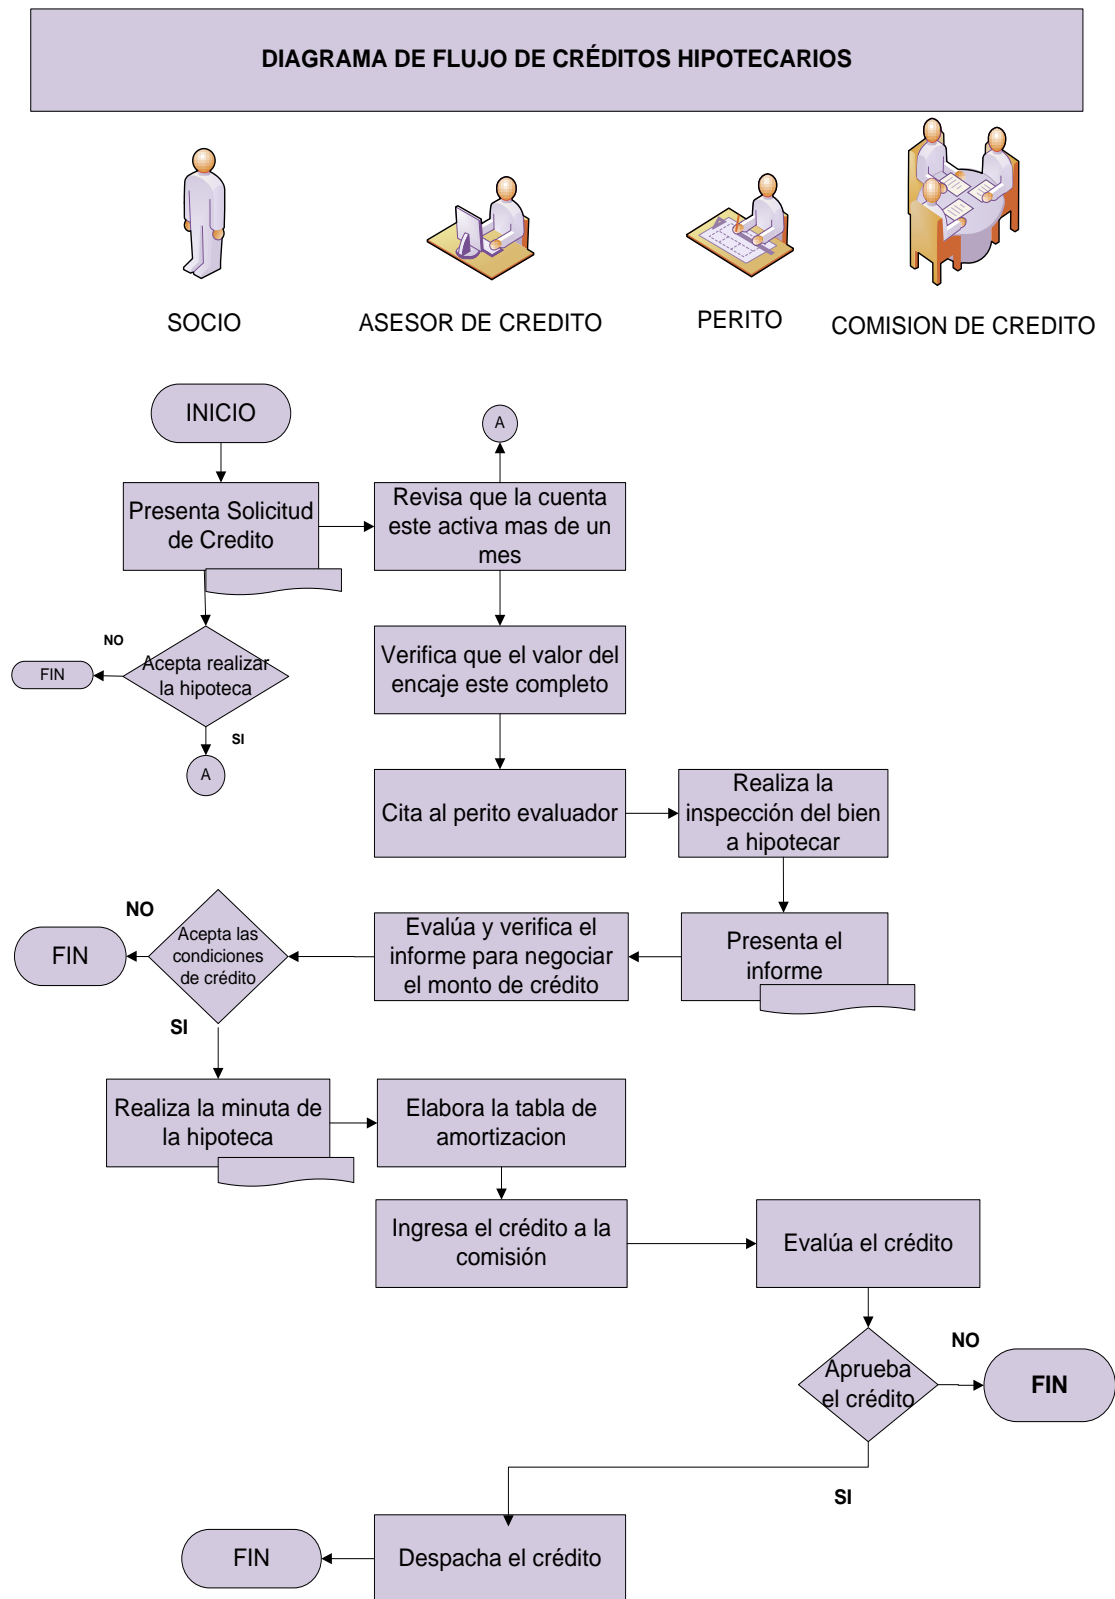 DIAGRAMA DE FLUJO DE CRÉDITOS HIPOTECARIOS
SOCIO
ASESOR DE CREDITO
PERITO
COMISION DE CREDITO
INICIO
A
Presenta Solicitud
de Credito
Revisa que la cuenta
este activa mas de un
mes
NO
FIN
Acepta realizar
la hipoteca
SI
A
Verifica que el valor del
encaje este completo
Cita al perito evaluador
Realiza la
inspección del bien
a hipotecar
NO
FIN
Acepta las
condiciones
de crédito
SI
Evalúa y verifica el
informe para negociar
el monto de crédito
Presenta el
informe
Realiza la minuta de
la hipoteca
Elabora la tabla de
amortizacion
Ingresa el crédito a la
comisión
Evalúa el crédito
Aprueba
el crédito
NO
FIN
SI
FIN
Despacha el crédito